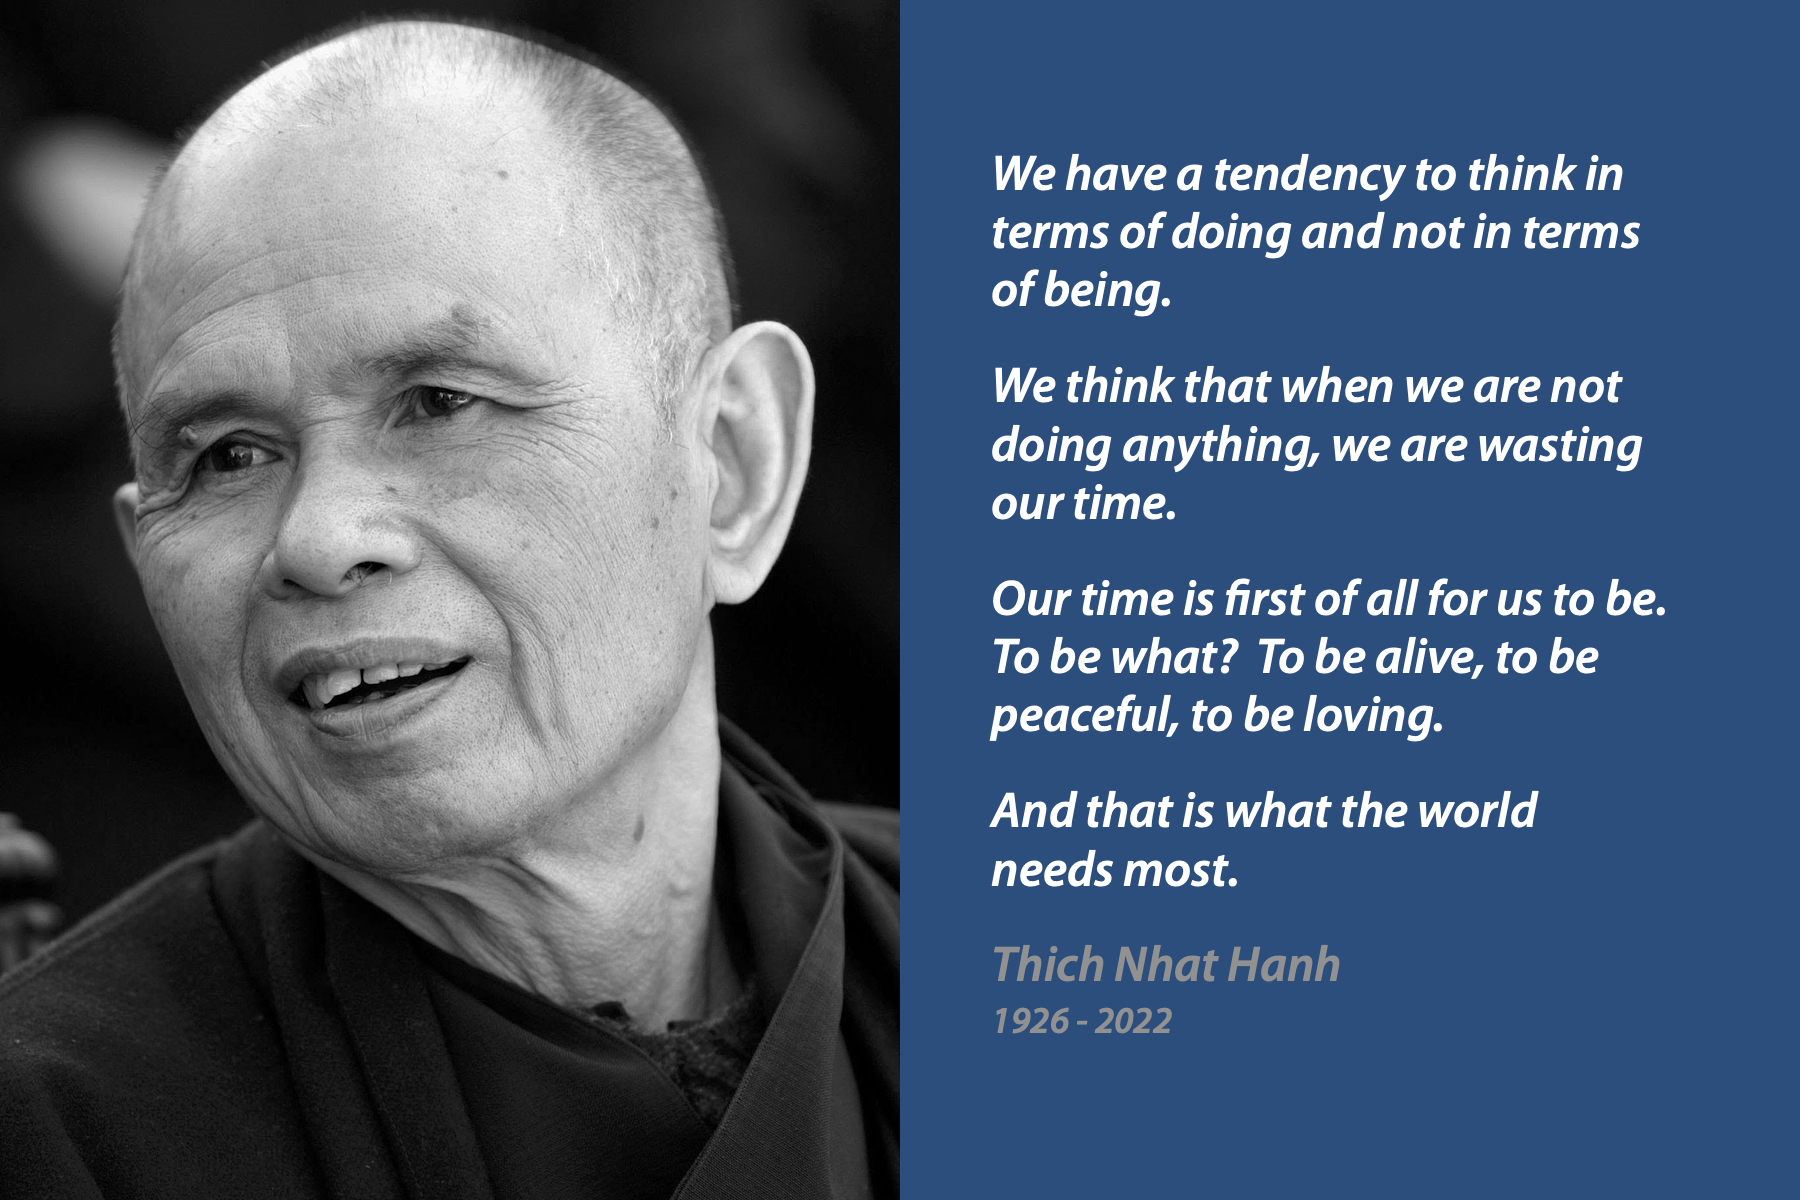 We have a tendency to think in
terms of doing and not in terms
of being.
We think that when we are not
doing anything, we are wasting
our time.
Our time is first of all for us to be.
To be what?  To be alive, to be
peaceful, to be loving.
And that is what the world
needs most.
Thich Nhat Hanh
1926 - 2022